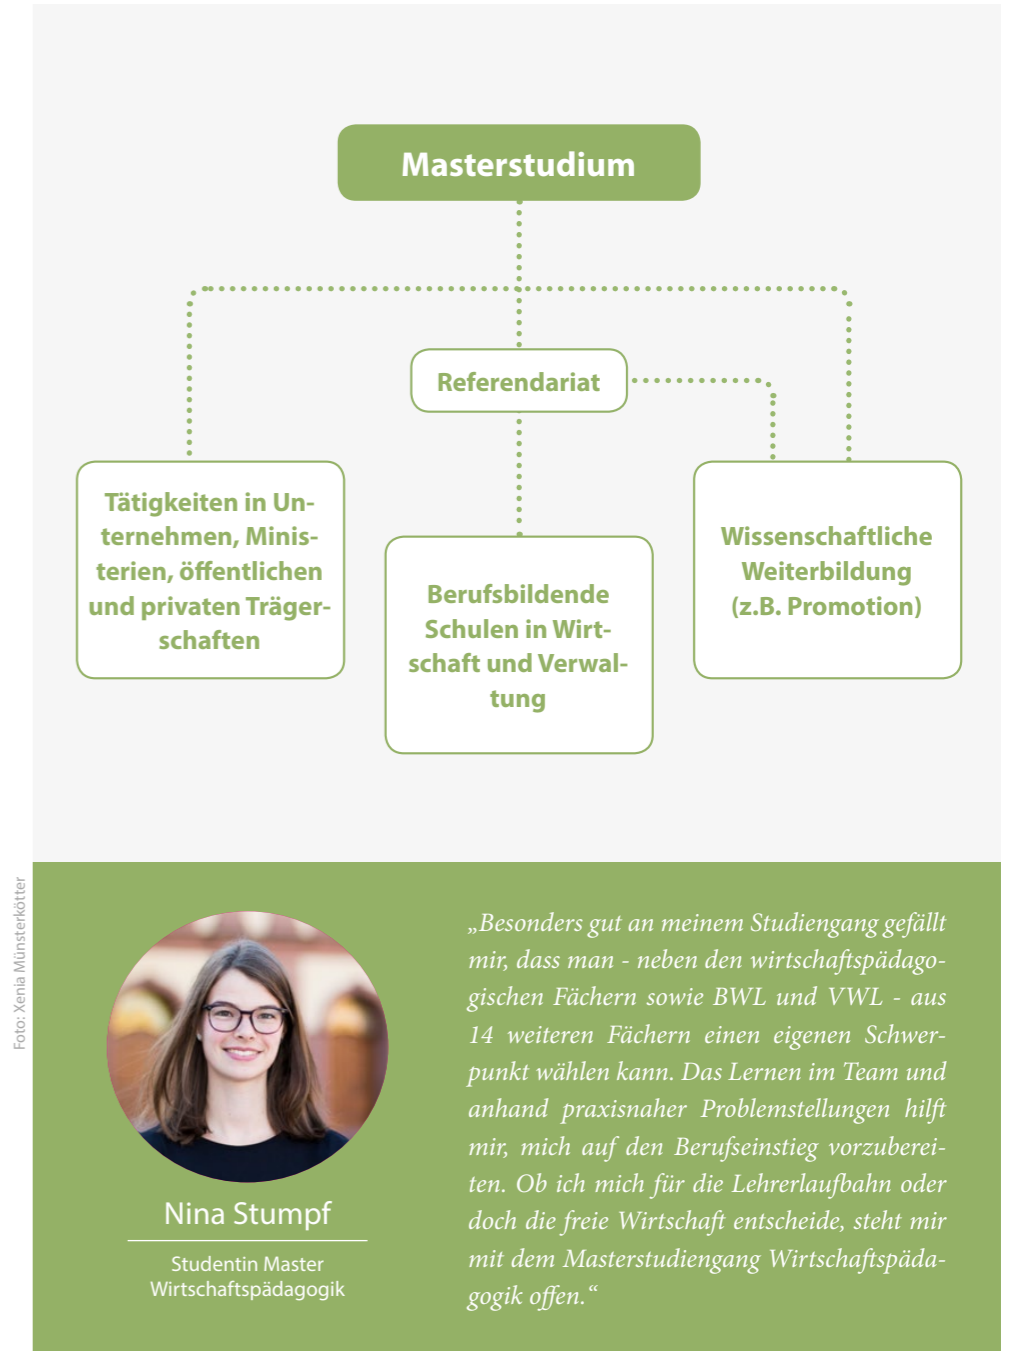 Masterstudium
Referendariat
Tätigkeiten in Un-
ternehmen, Minis-
terien, öffentlichen
und privaten Träger-
schaften
Berufsbildende
Schulen in Wirt-
schaft und Verwal-
tung
Wissenschaftliche
Weiterbildung
(z.B. Promotion)
Foto: Xenia Münsterkötter
Nina Stumpf
Studentin Master
Wirtschaftspädagogik
„Besonders gut an meinem Studiengang gefällt
mir, dass man - neben den wirtschaftspädago-
gischen Fächern sowie BWL und VWL - aus
14 weiteren Fächern einen eigenen Schwer-
punkt wählen kann. Das Lernen im Team und
anhand praxisnaher Problemstellungen hilft
mir, mich auf den Berufseinstieg vorzuberei-
ten. Ob ich mich für die Lehrerlaufbahn oder
doch die freie Wirtschaft entscheide, steht mir
mit dem Masterstudiengang Wirtschaftspäda-
gogik offen.“